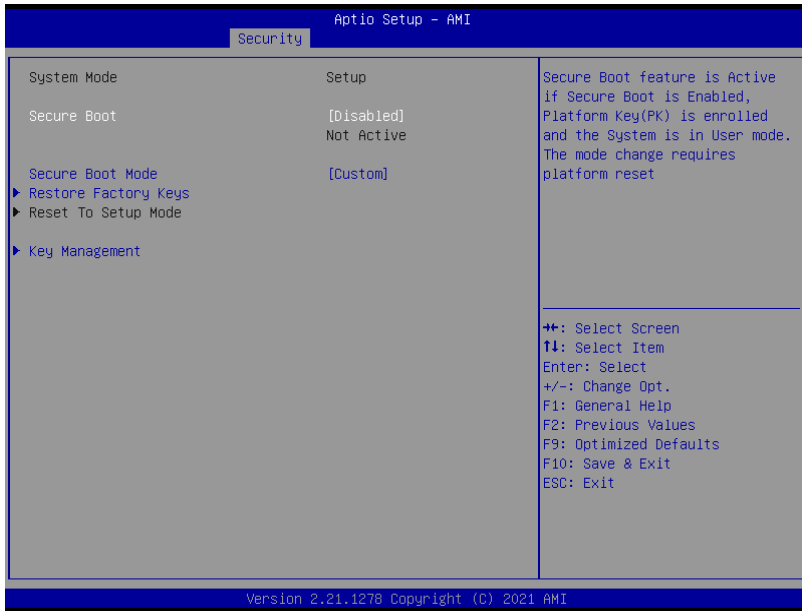 Aptio Setup – AMI
Security
System Mode Setup
Secure Boot [Disabled]
Not Active
Secure Boot Mode [Custom]
Restore Factory Keys
Reset To Setup Mode
Key Management
Secure Boot feature is Active
if Secure Boot is Enabled,
Platform Key(PK) is enrolled
and the System is in User mode.
The mode change requires
platform reset
→←: Select Screen
↑↓: Select Item
Enter: Select
+/-: Change Opt.
F1: General Help
F2: Previous Values
F9: Optimized Defaults
F10: Save & Exit
ESC: Exit
Version 2.21.1278 Copyright (C) 2021 AMI